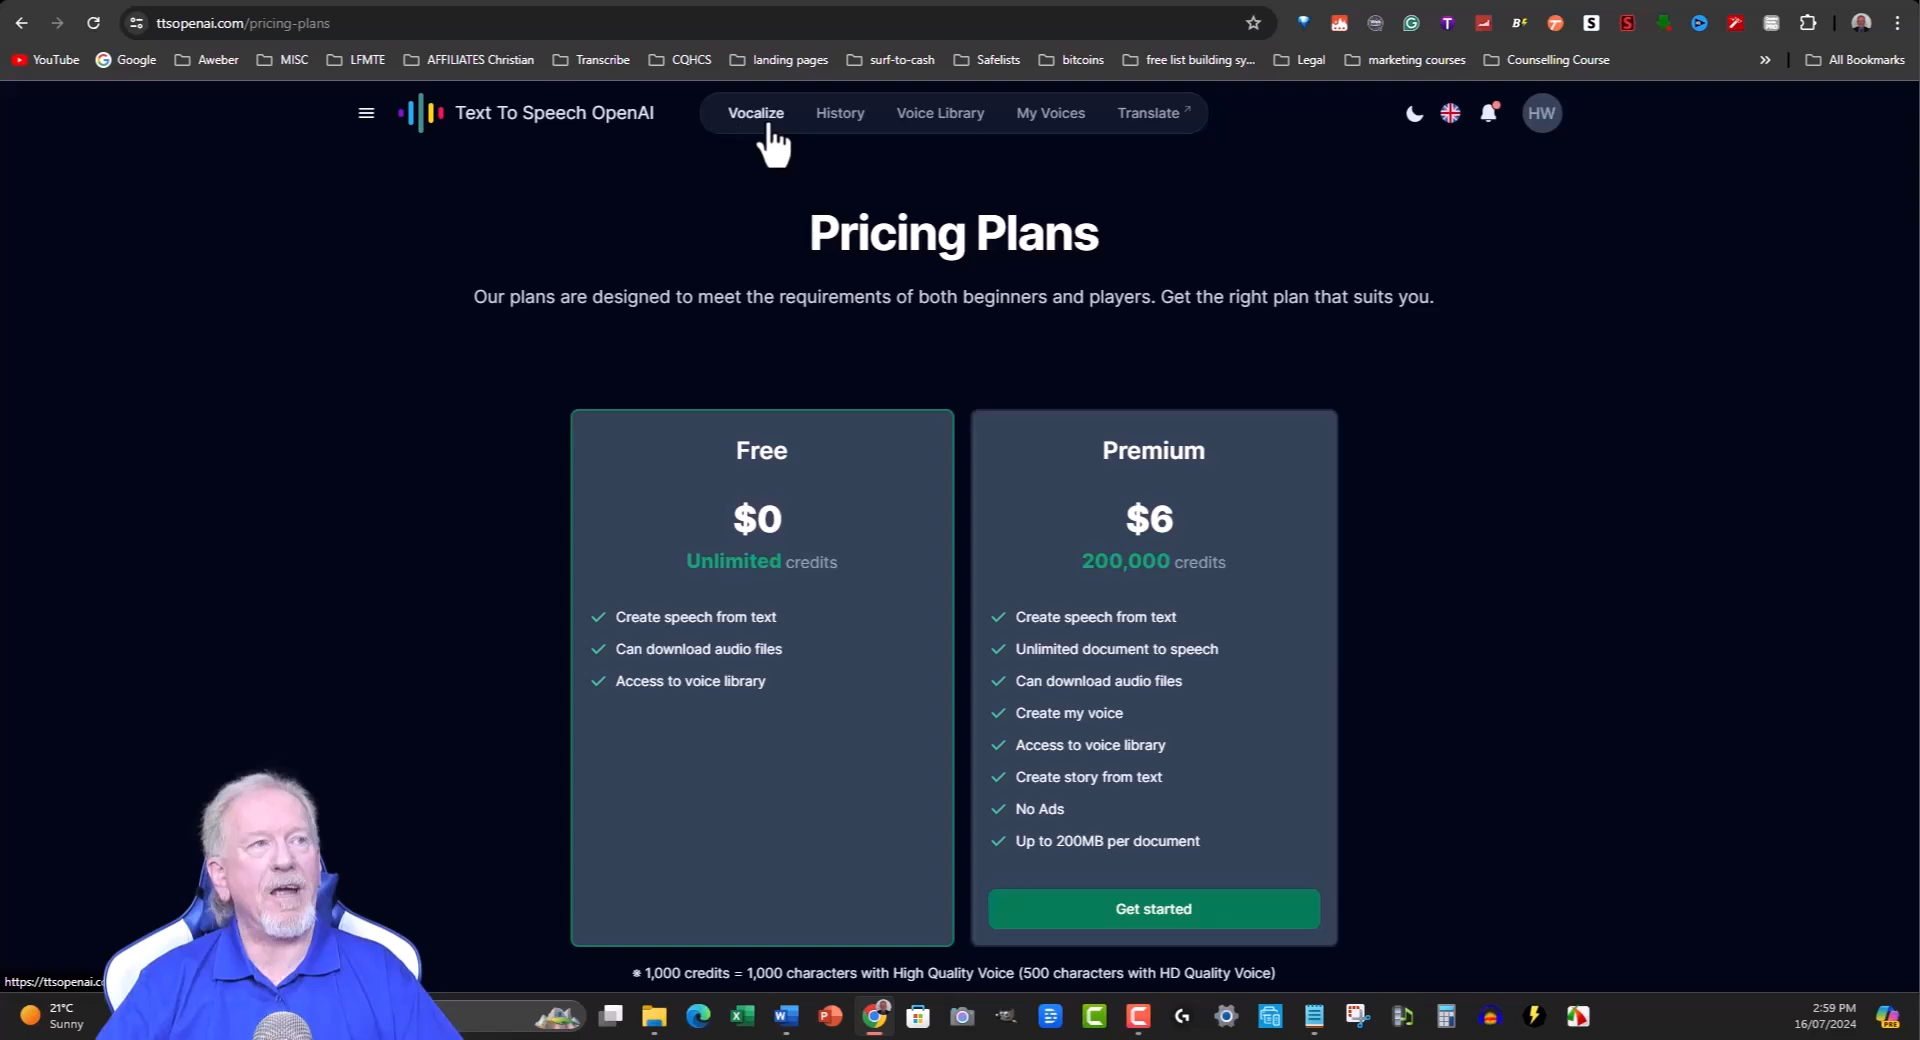 ttsopenai.com/pricing-plans
YouTube
Google
Aweber
MISC
LFMTE
AFFILIATES Christian
Transcribe
CQHCS
landing pages
surf-to-cash
Safelists
bitcoins
free list building sy...
Legal
marketing courses
Counselling Course
»
All Bookmarks
Text To Speech OpenAI
Vocalize
History
Voice Library
My Voices
Translate
HW
Pricing Plans
Our plans are designed to meet the requirements of both beginners and players. Get the right plan that suits you.
Free
$0
Unlimited credits
Create speech from text
Can download audio files
Access to voice library
Premium
$6
200,000 credits
Create speech from text
Unlimited document to speech
Can download audio files
Create my voice
Access to voice library
Create story from text
No Ads
Up to 200MB per document
Get started
※ 1,000 credits = 1,000 characters with High Quality Voice (500 characters with HD Quality Voice)
https://ttsopenai.c
21°C
Sunny
2:59 PM
16/07/2024